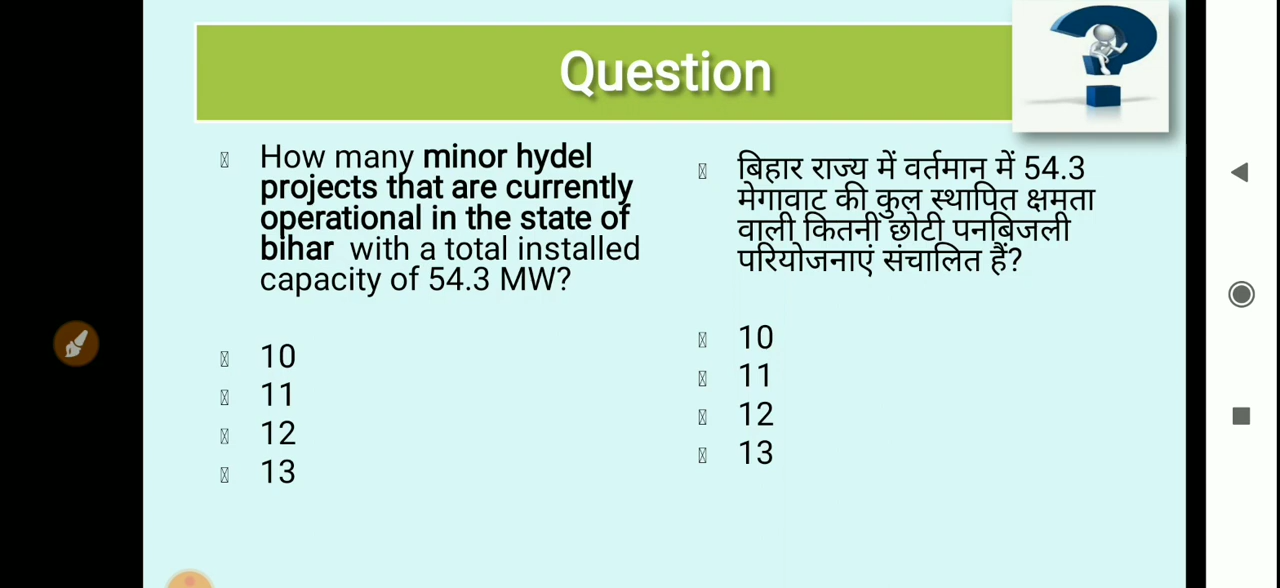 Question
How many minor hydel
projects that are currently
operational in the state of
bihar with a total installed
capacity of 54.3 MW?
10
11
12
13
बिहार राज्य में वर्तमान में 54.3
मेगावाट की कुल स्थापित क्षमता
वाली कितनी छोटी पनबिजली
परियोजनाएं संचालित हैं?
10
11
12
13